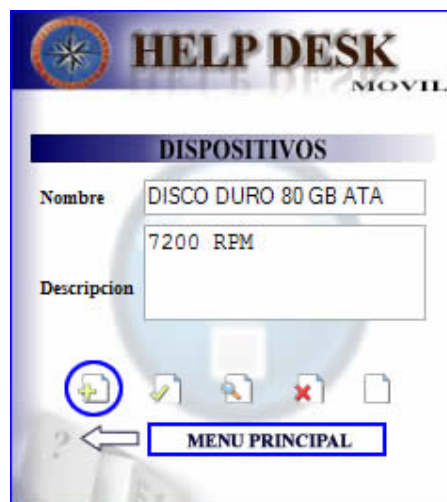 HELP DESK
MOVIL
DISPOSITIVOS
Nombre DISCO DURO 80 GB ATA
7200 RPM
Descripcion
MENU PRINCIPAL